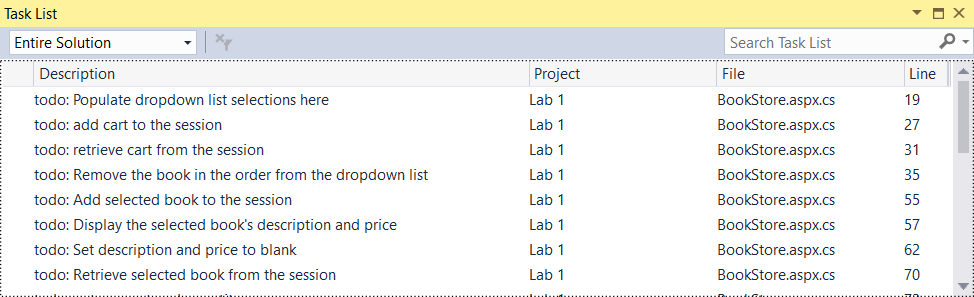 Task List
Entire Solution
Search Task List
Description Project File Line
todo: Populate dropdown list selections here Lab 1 BookStore.aspx.cs 19
todo: add cart to the session Lab 1 BookStore.aspx.cs 27
todo: retrieve cart from the session Lab 1 BookStore.aspx.cs 31
todo: Remove the book in the order from the dropdown list Lab 1 BookStore.aspx.cs 35
todo: Add selected book to the session Lab 1 BookStore.aspx.cs 55
todo: Display the selected book's description and price Lab 1 BookStore.aspx.cs 57
todo: Set description and price to blank Lab 1 BookStore.aspx.cs 62
todo: Retrieve selected book from the session Lab 1 BookStore.aspx.cs 70